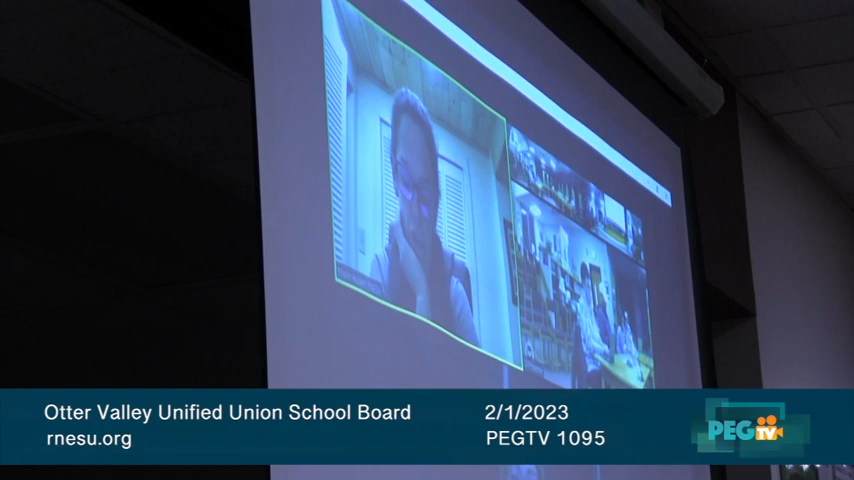 Otter Valley Unified Union School Board
rnesu.org
2/1/2023
PEGTV 1095
PEG TV